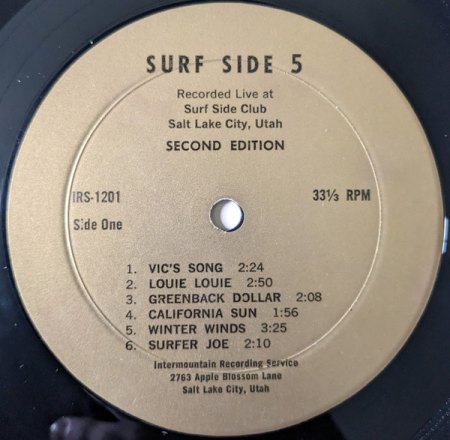 SURF SIDE 5
Recorded Live at
Surf Side Club
Salt Lake City, Utah
SECOND EDITION
IRS-1201
33⅓ RPM
Side One
1. VIC'S SONG 2:24
2. LOUIE LOUIE 2:50
3. GREENBACK DOLLAR 2:08
4. CALIFORNIA SUN 1:56
5. WINTER WINDS 3:25
6. SURFER JOE 2:10
Intermountain Recording Service
2763 Apple Blossom Lane
Salt Lake City, Utah